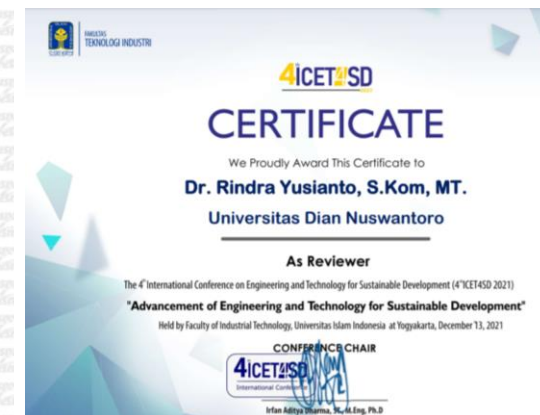 FAKULTAS
TEKNOLOGI INDUSTRI
4ICET4SD
CERTIFICATE
We Proudly Award This Certificate to
Dr. Rindra Yusianto, S.Kom, MT.
Universitas Dian Nuswantoro
As Reviewer
The 4th International Conference on Engineering and Technology for Sustainable Development (4thICET4SD 2021)
"Advancement of Engineering and Technology for Sustainable Development"
Held by Faculty of Industrial Technology, Universitas Islam Indonesia at Yogyakarta, December 13, 2021
CONFERENCE CHAIR
4ICET4SD
International Conference
Irfan Aditya Dharma, ST., M.Eng, Ph.D